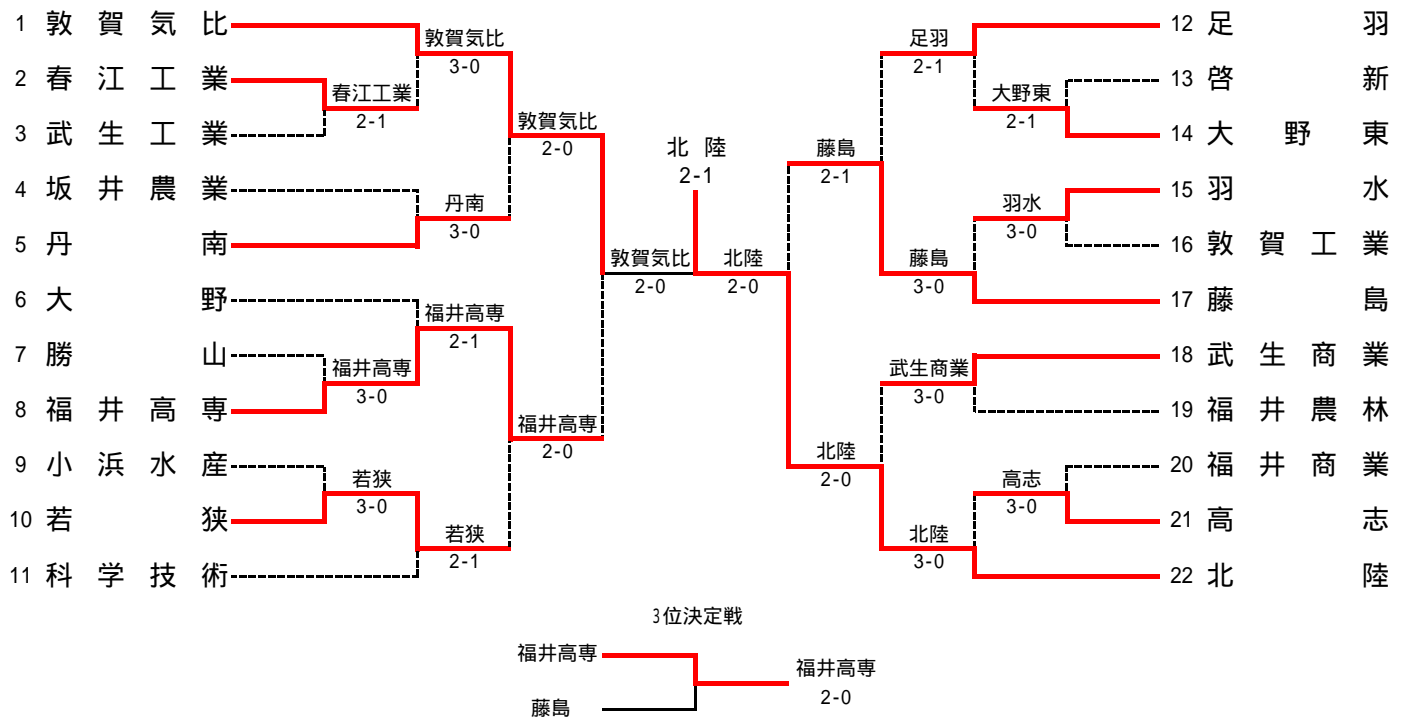 1 敦賀気比
2 春江工業
3 武生工業
4 坂井農業
5 丹南
6 大野
7 勝山
8 福井高専
9 小浜水産
10 若狭
11 科学技術
春江工業
2-1
福井高専
3-0
若狭
3-0
敦賀気比
3-0
丹南
3-0
福井高専
2-1
若狭
2-1
敦賀気比
2-0
福井高専
2-0
敦賀気比
2-0
北陸
2-1
北陸
2-0
藤島
2-1
北陸
2-0
足羽
2-1
藤島
3-0
武生商業
3-0
北陸
3-0
大野東
2-1
羽水
3-0
高志
3-0
12 足羽
13 啓新
14 大野東
15 羽水
16 敦賀工業
17 藤島
18 武生商業
19 福井農林
20 福井商業
21 高志
22 北陸
3位決定戦
福井高専
藤島
福井高専
2-0